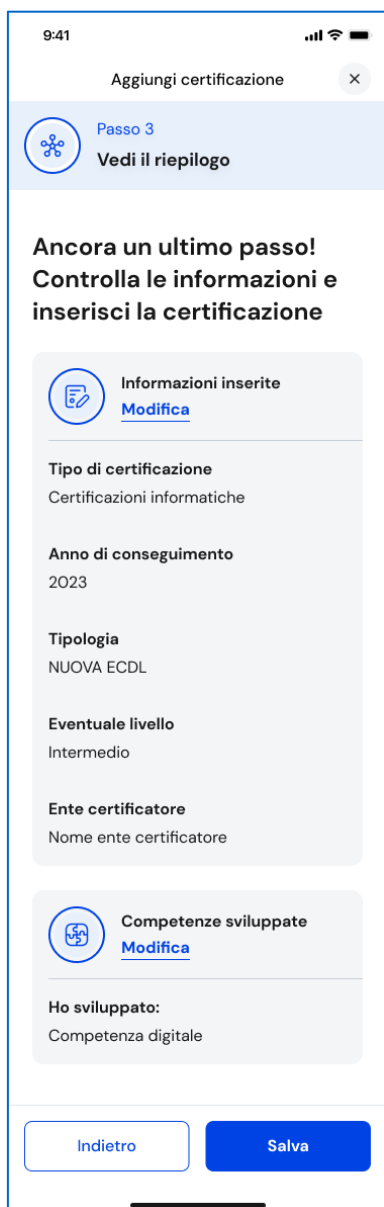 9:41
Aggiungi certificazione
Passo 3
Vedi il riepilogo
Ancora un ultimo passo!
Controlla le informazioni e
inserisci la certificazione
Informazioni inserite
Modifica
Tipo di certificazione
Certificazioni informatiche
Anno di conseguimento
2023
Tipologia
NUOVA ECDL
Eventuale livello
Intermedio
Ente certificatore
Nome ente certificatore
Competenze sviluppate
Modifica
Ho sviluppato:
Competenza digitale
Indietro
Salva